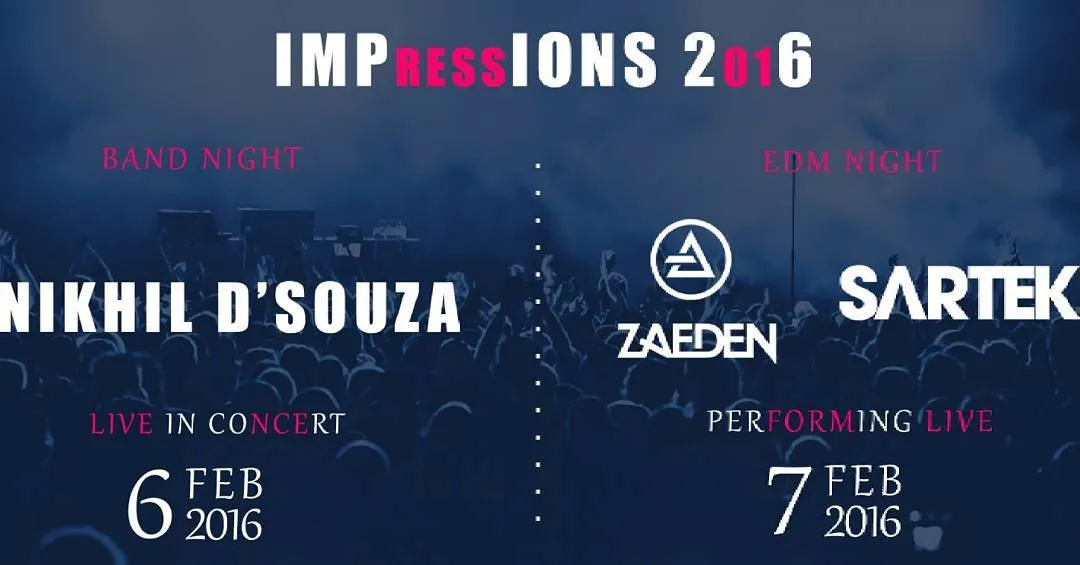 IMPRESSIONS 2016
BAND NIGHT
NIKHIL D'SOUZA
LIVE IN CONCERT
6 FEB
2016
EDM NIGHT
ZAEDEN
SARTEK
PERFORMING LIVE
7 FEB
2016